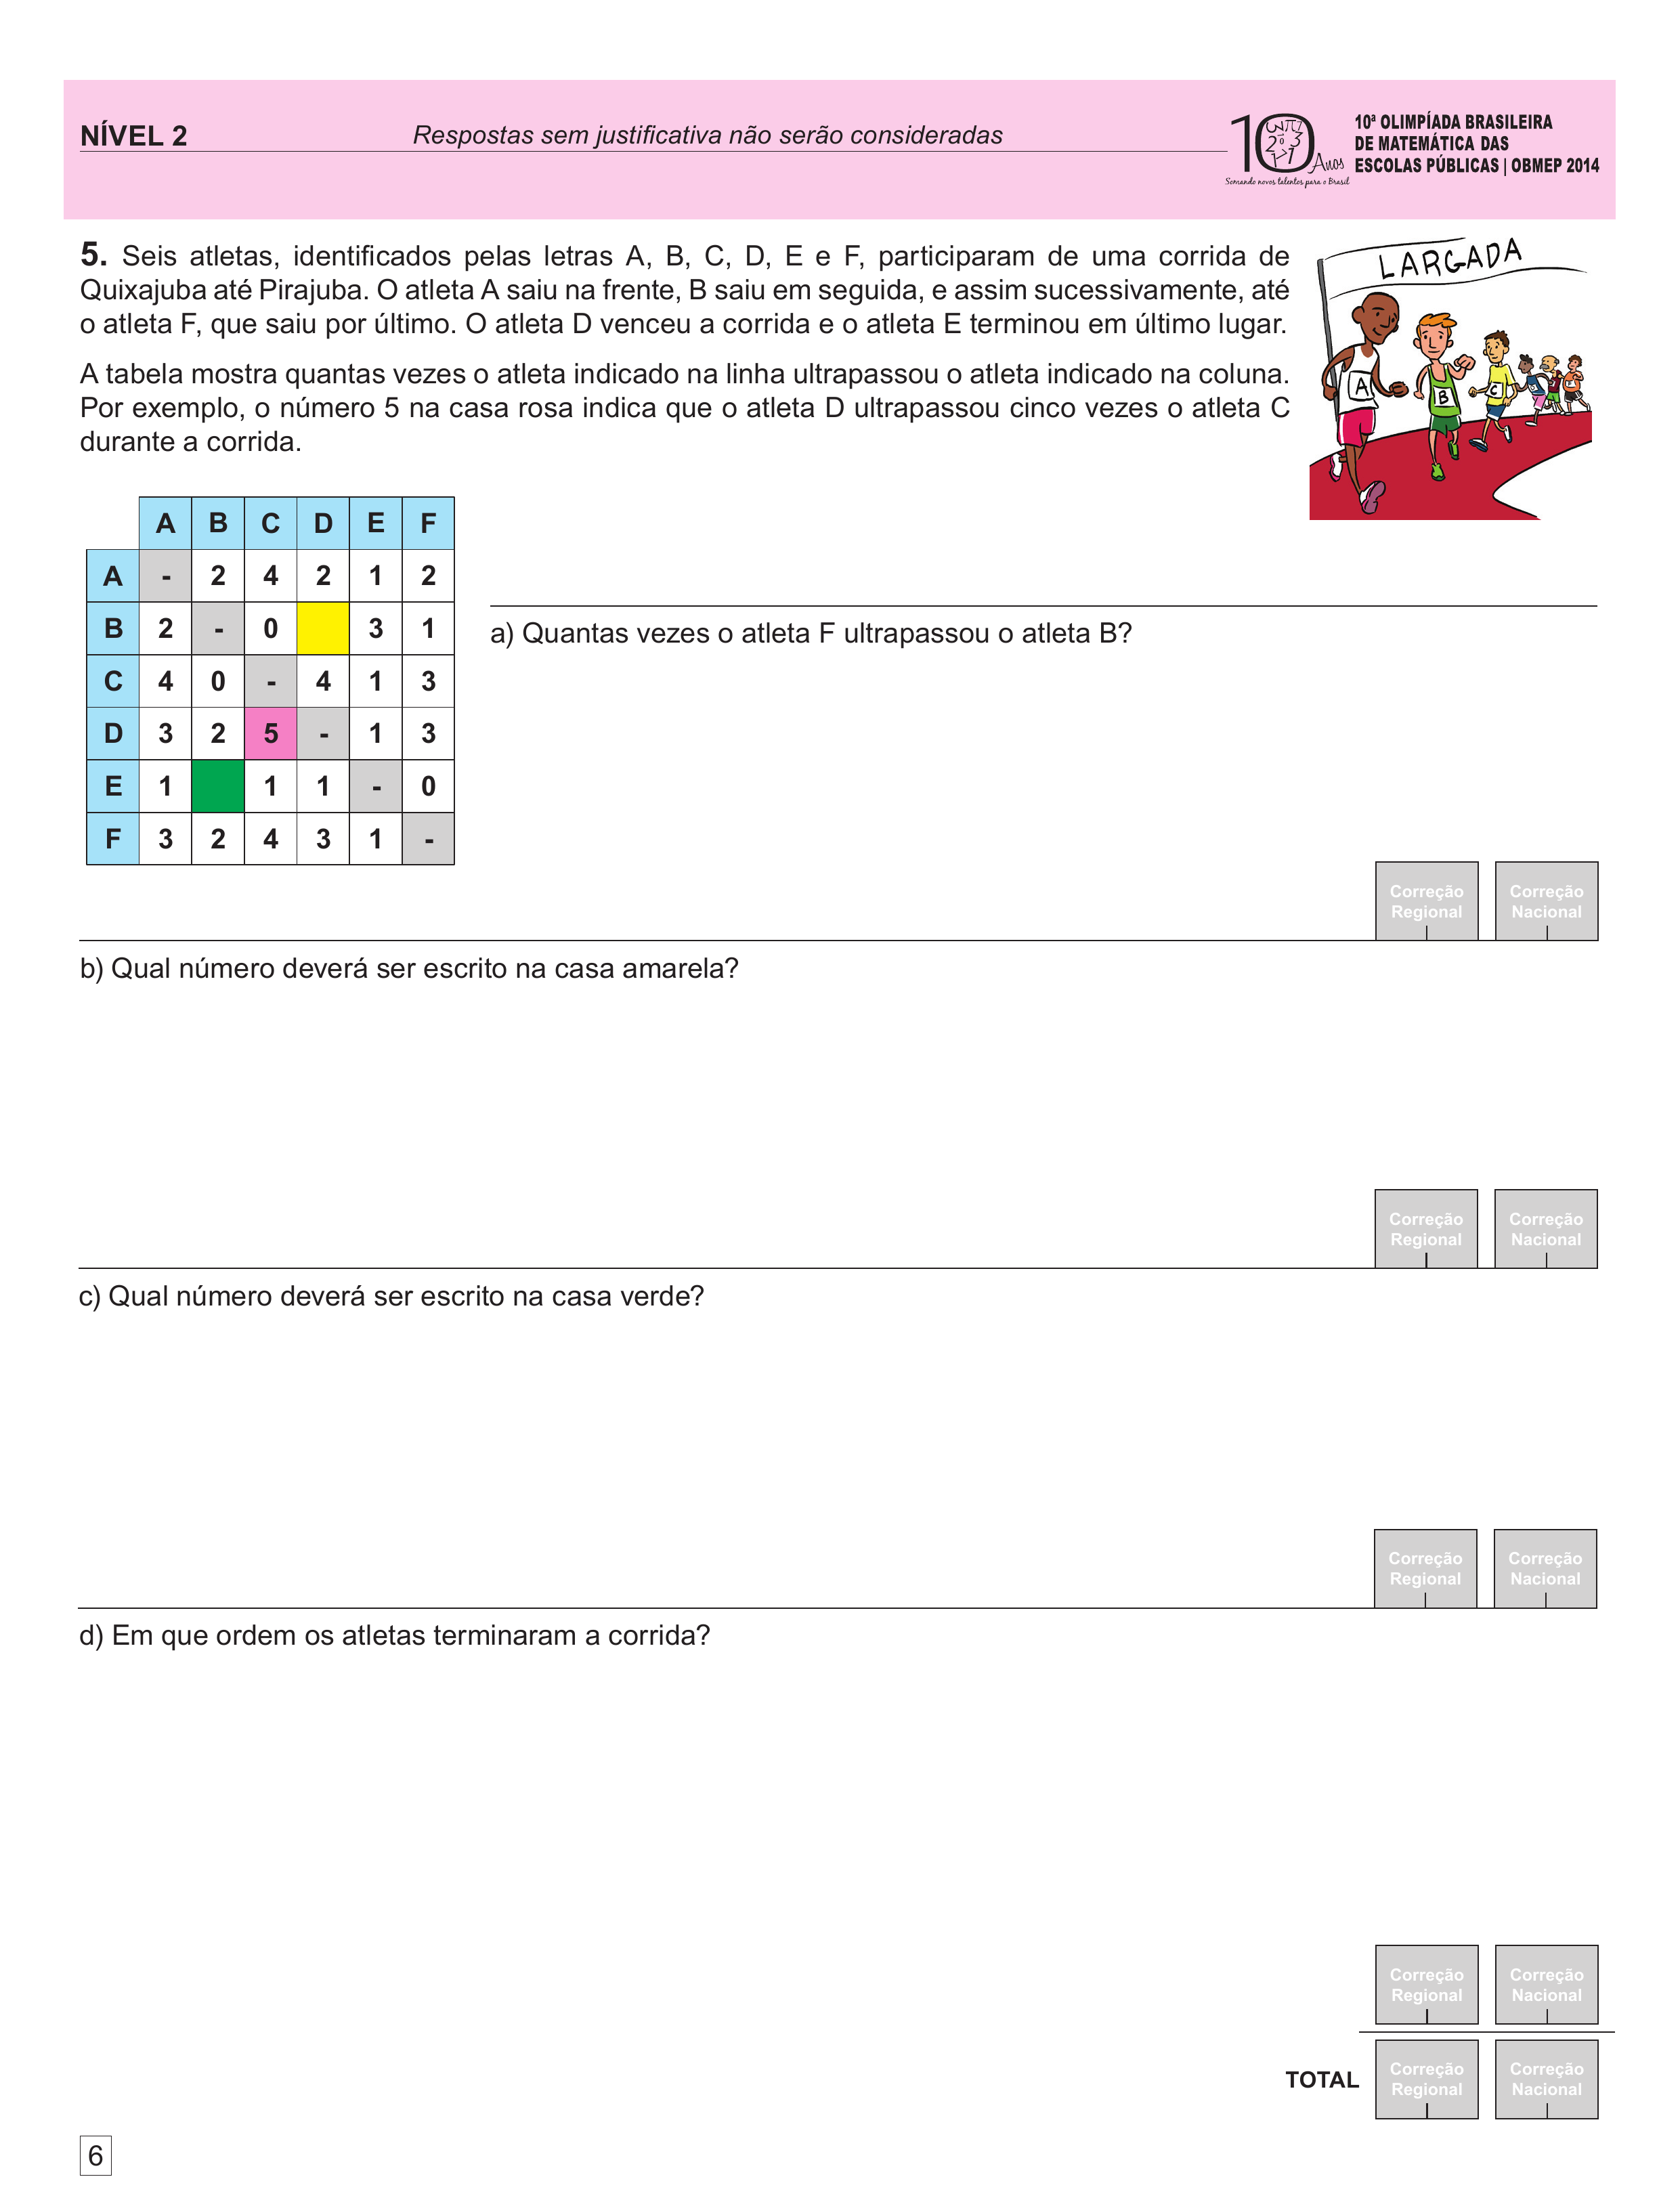 NÍVEL 2
Respostas sem justificativa não serão consideradas
10 Anos
Somando novos talentos para o Brasil
10ª OLIMPÍADA BRASILEIRA
DE MATEMÁTICA DAS
ESCOLAS PÚBLICAS | OBMEP 2014
5. Seis atletas, identificados pelas letras A, B, C, D, E e F, participaram de uma corrida de
Quixajuba até Pirajuba. O atleta A saiu na frente, B saiu em seguida, e assim sucessivamente, até
o atleta F, que saiu por último. O atleta D venceu a corrida e o atleta E terminou em último lugar.
A tabela mostra quantas vezes o atleta indicado na linha ultrapassou o atleta indicado na coluna.
Por exemplo, o número 5 na casa rosa indica que o atleta D ultrapassou cinco vezes o atleta C
durante a corrida.
LARGADA
A
B
C
A B C D E F
A - 2 4 2 1 2
B 2 - 0 3 1
C 4 0 - 4 1 3
D 3 2 5 - 1 3
E 1 1 1 - 0
F 3 2 4 3 1 -
a) Quantas vezes o atleta F ultrapassou o atleta B?
Correção Correção
Regional Nacional
b) Qual número deverá ser escrito na casa amarela?
Correção Correção
Regional Nacional
c) Qual número deverá ser escrito na casa verde?
Correção Correção
Regional Nacional
d) Em que ordem os atletas terminaram a corrida?
Correção Correção
Regional Nacional
TOTAL
Correção Correção
Regional Nacional
6